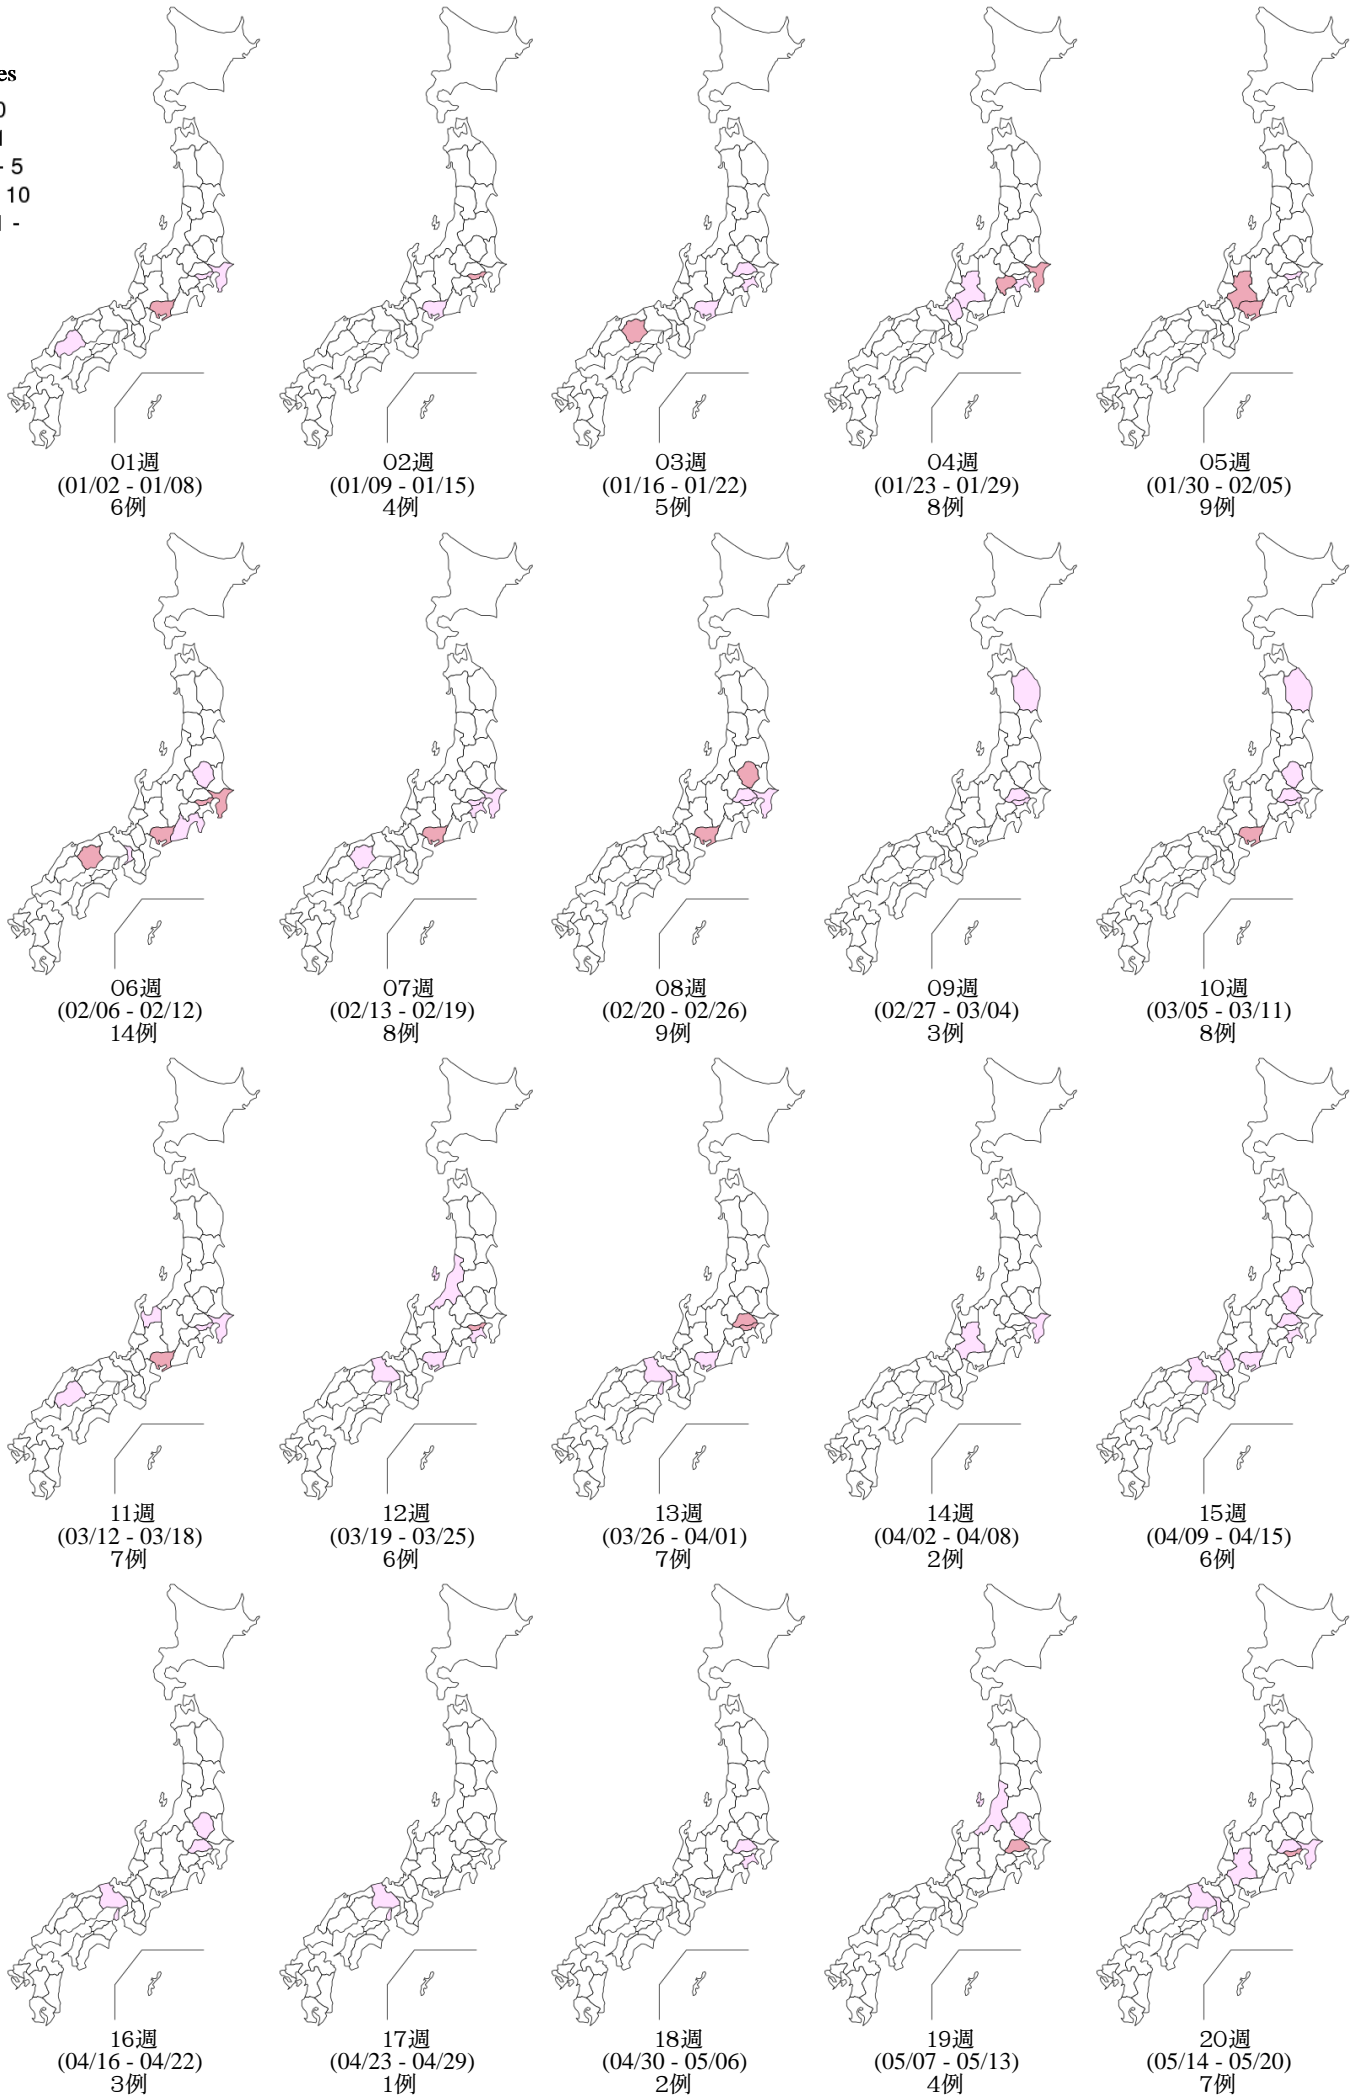 es
0
1
- 5
10
1 -
01週
(01/02 - 01/08)
6例
02週
(01/09 - 01/15)
4例
03週
(01/16 - 01/22)
5例
04週
(01/23 - 01/29)
8例
05週
(01/30 - 02/05)
9例
06週
(02/06 - 02/12)
14例
07週
(02/13 - 02/19)
8例
08週
(02/20 - 02/26)
9例
09週
(02/27 - 03/04)
3例
10週
(03/05 - 03/11)
8例
11週
(03/12 - 03/18)
7例
12週
(03/19 - 03/25)
6例
13週
(03/26 - 04/01)
7例
14週
(04/02 - 04/08)
2例
15週
(04/09 - 04/15)
6例
16週
(04/16 - 04/22)
3例
17週
(04/23 - 04/29)
1例
18週
(04/30 - 05/06)
2例
19週
(05/07 - 05/13)
4例
20週
(05/14 - 05/20)
7例